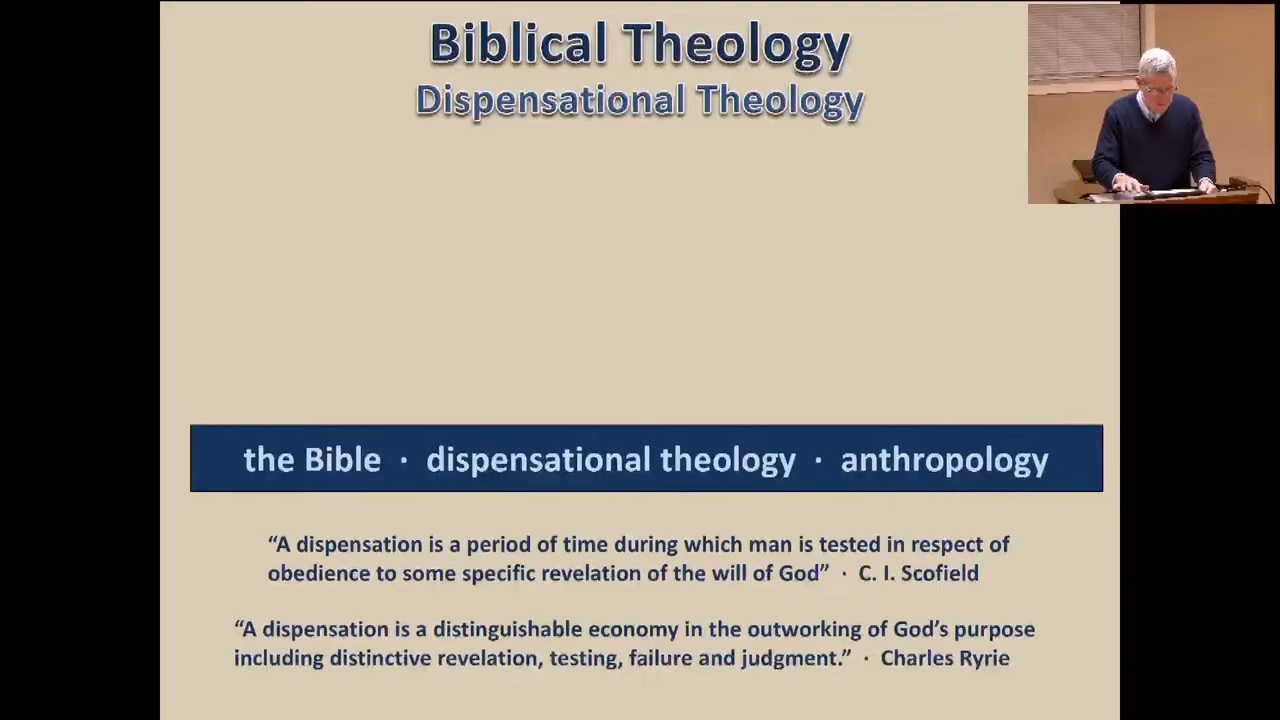 Biblical Theology
Dispensational Theology
the Bible · dispensational theology · anthropology
“A dispensation is a period of time during which man is tested in respect of
obedience to some specific revelation of the will of God” · C. I. Scofield
“A dispensation is a distinguishable economy in the outworking of God’s purpose
including distinctive revelation, testing, failure and judgment.” · Charles Ryrie